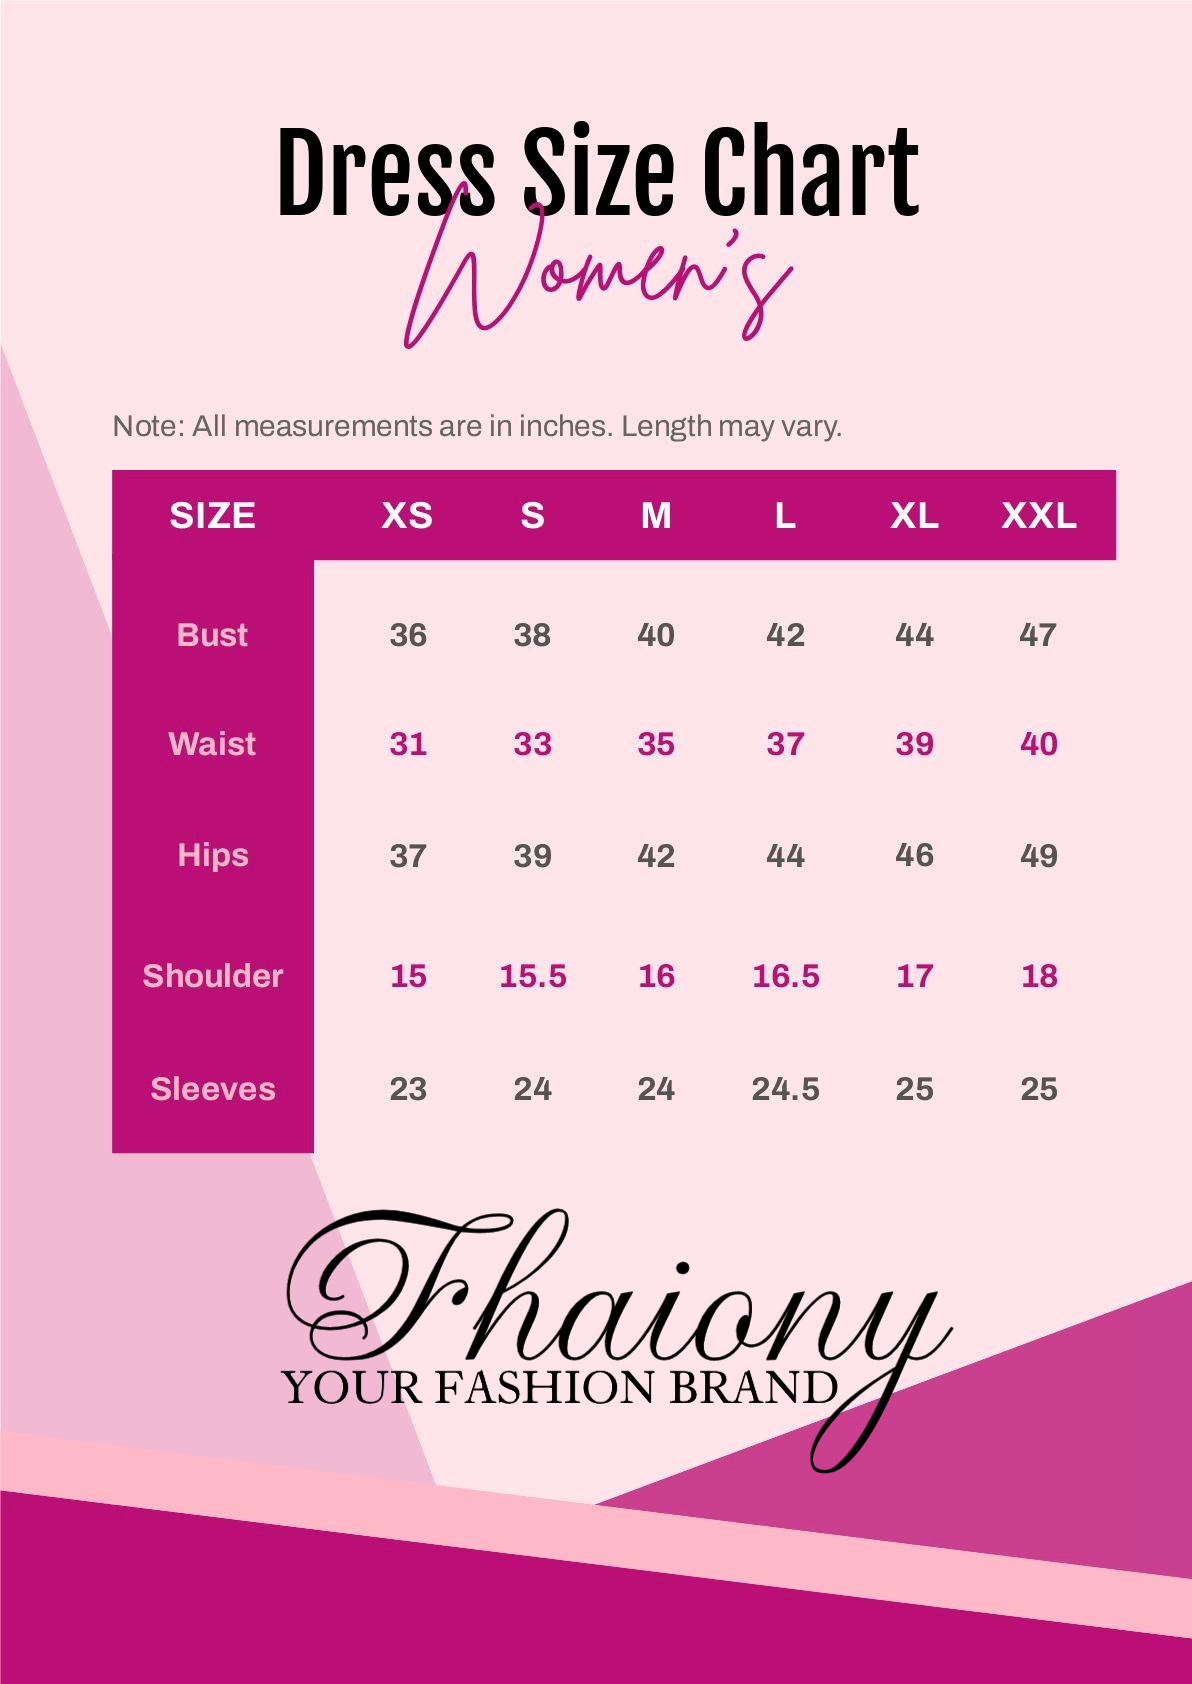 Dress Size Chart
Women's
Note: All measurements are in inches. Length may vary.
SIZE XS S M L XL XXL
Bust 36 38 40 42 44 47
Waist 31 33 35 37 39 40
Hips 37 39 42 44 46 49
Shoulder 15 15.5 16 16.5 17 18
Sleeves 23 24 24 24.5 25 25
Fhaiony
YOUR FASHION BRAND